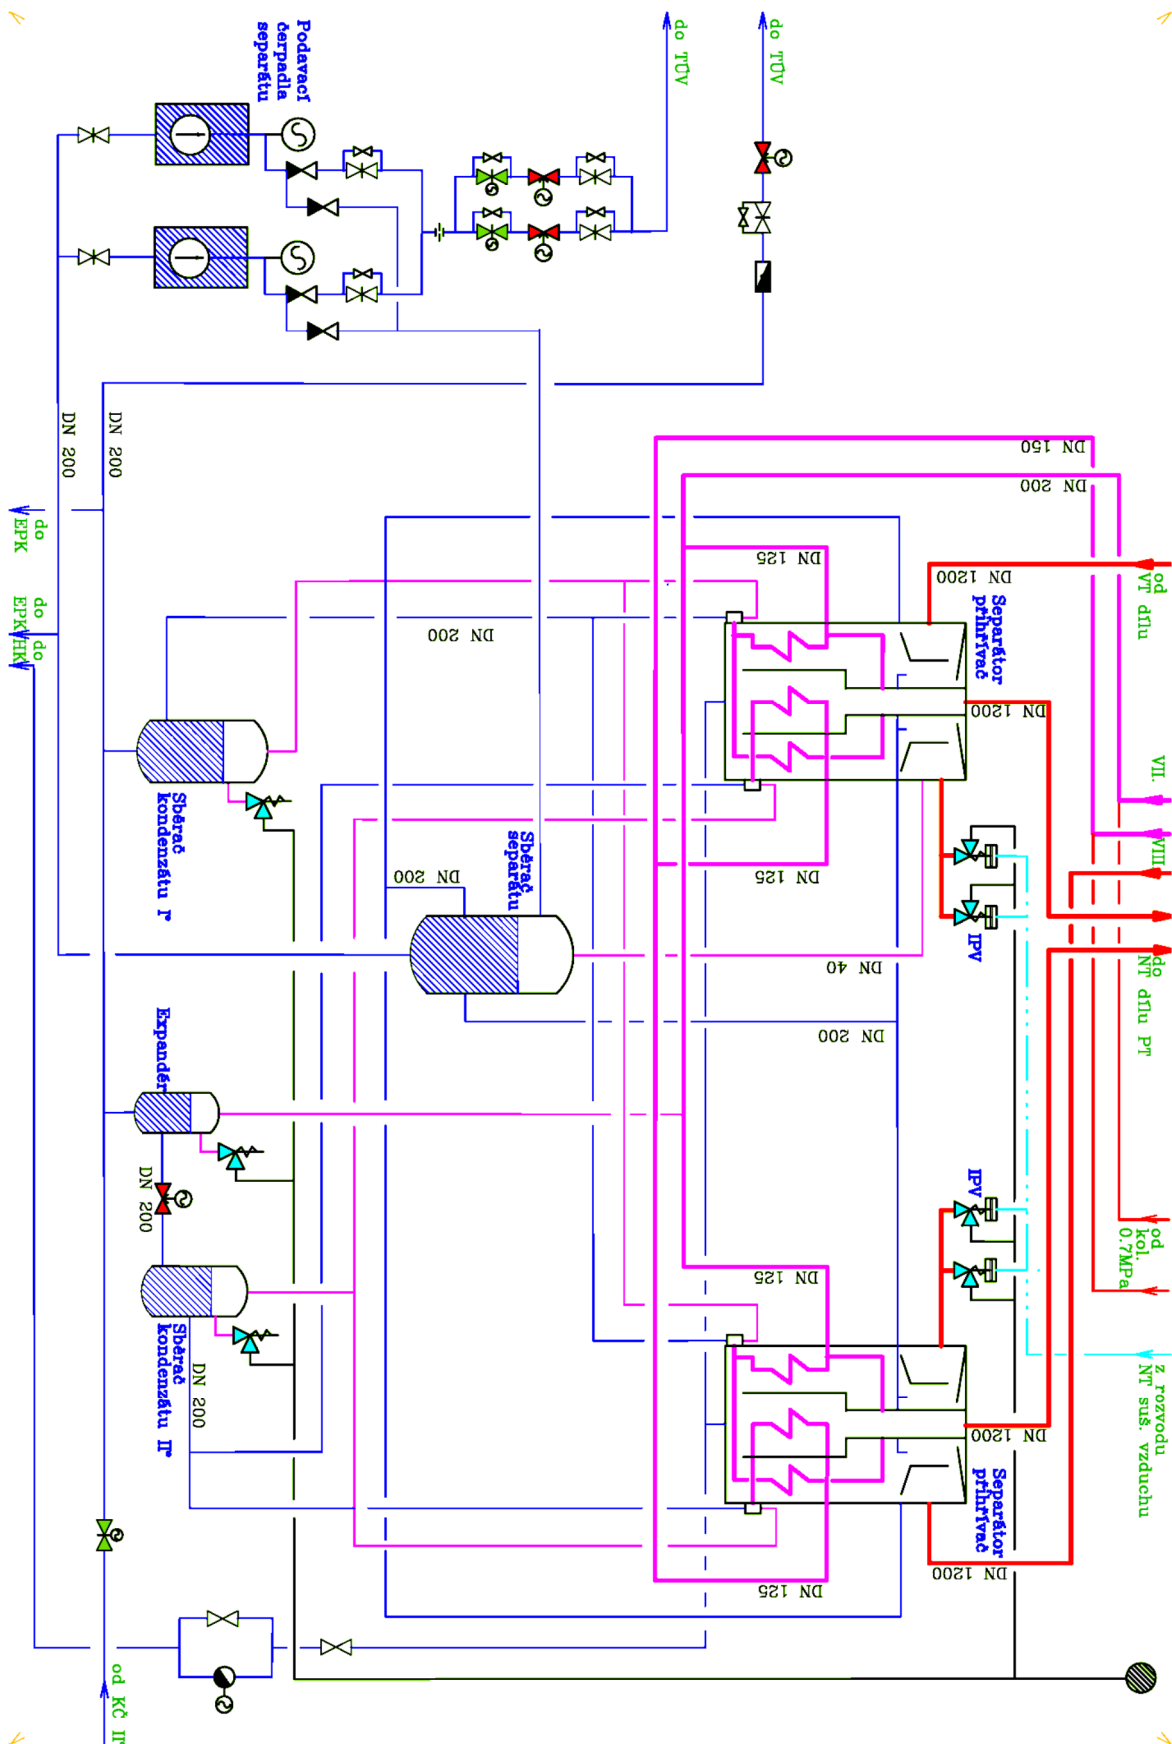 Podavací
čerpadla
separátu
do TÚV
do TÚV
DN 200
DN 200
do
EPK
do
EPK
do
HK
DN 150
DN 200
DN 125
DN 1200
od
VT dílu
Separátor
přihřívač
DN 200
DN 1200
Sběrač
kondenzátu I°
VII.
VIII
DN 200
Sběrač
separátu
DN 125
IPV
DN 40
do
NT dílu PT
DN 200
Expandér
DN 200
IPV
od
kol.
0.7MPa
DN 125
Sběrač
kondenzátu II°
DN 200
z rozvodu
NT suš. vzduchu
DN 1200
Separátor
přihřívač
DN 1200
DN 125
od KČ II°